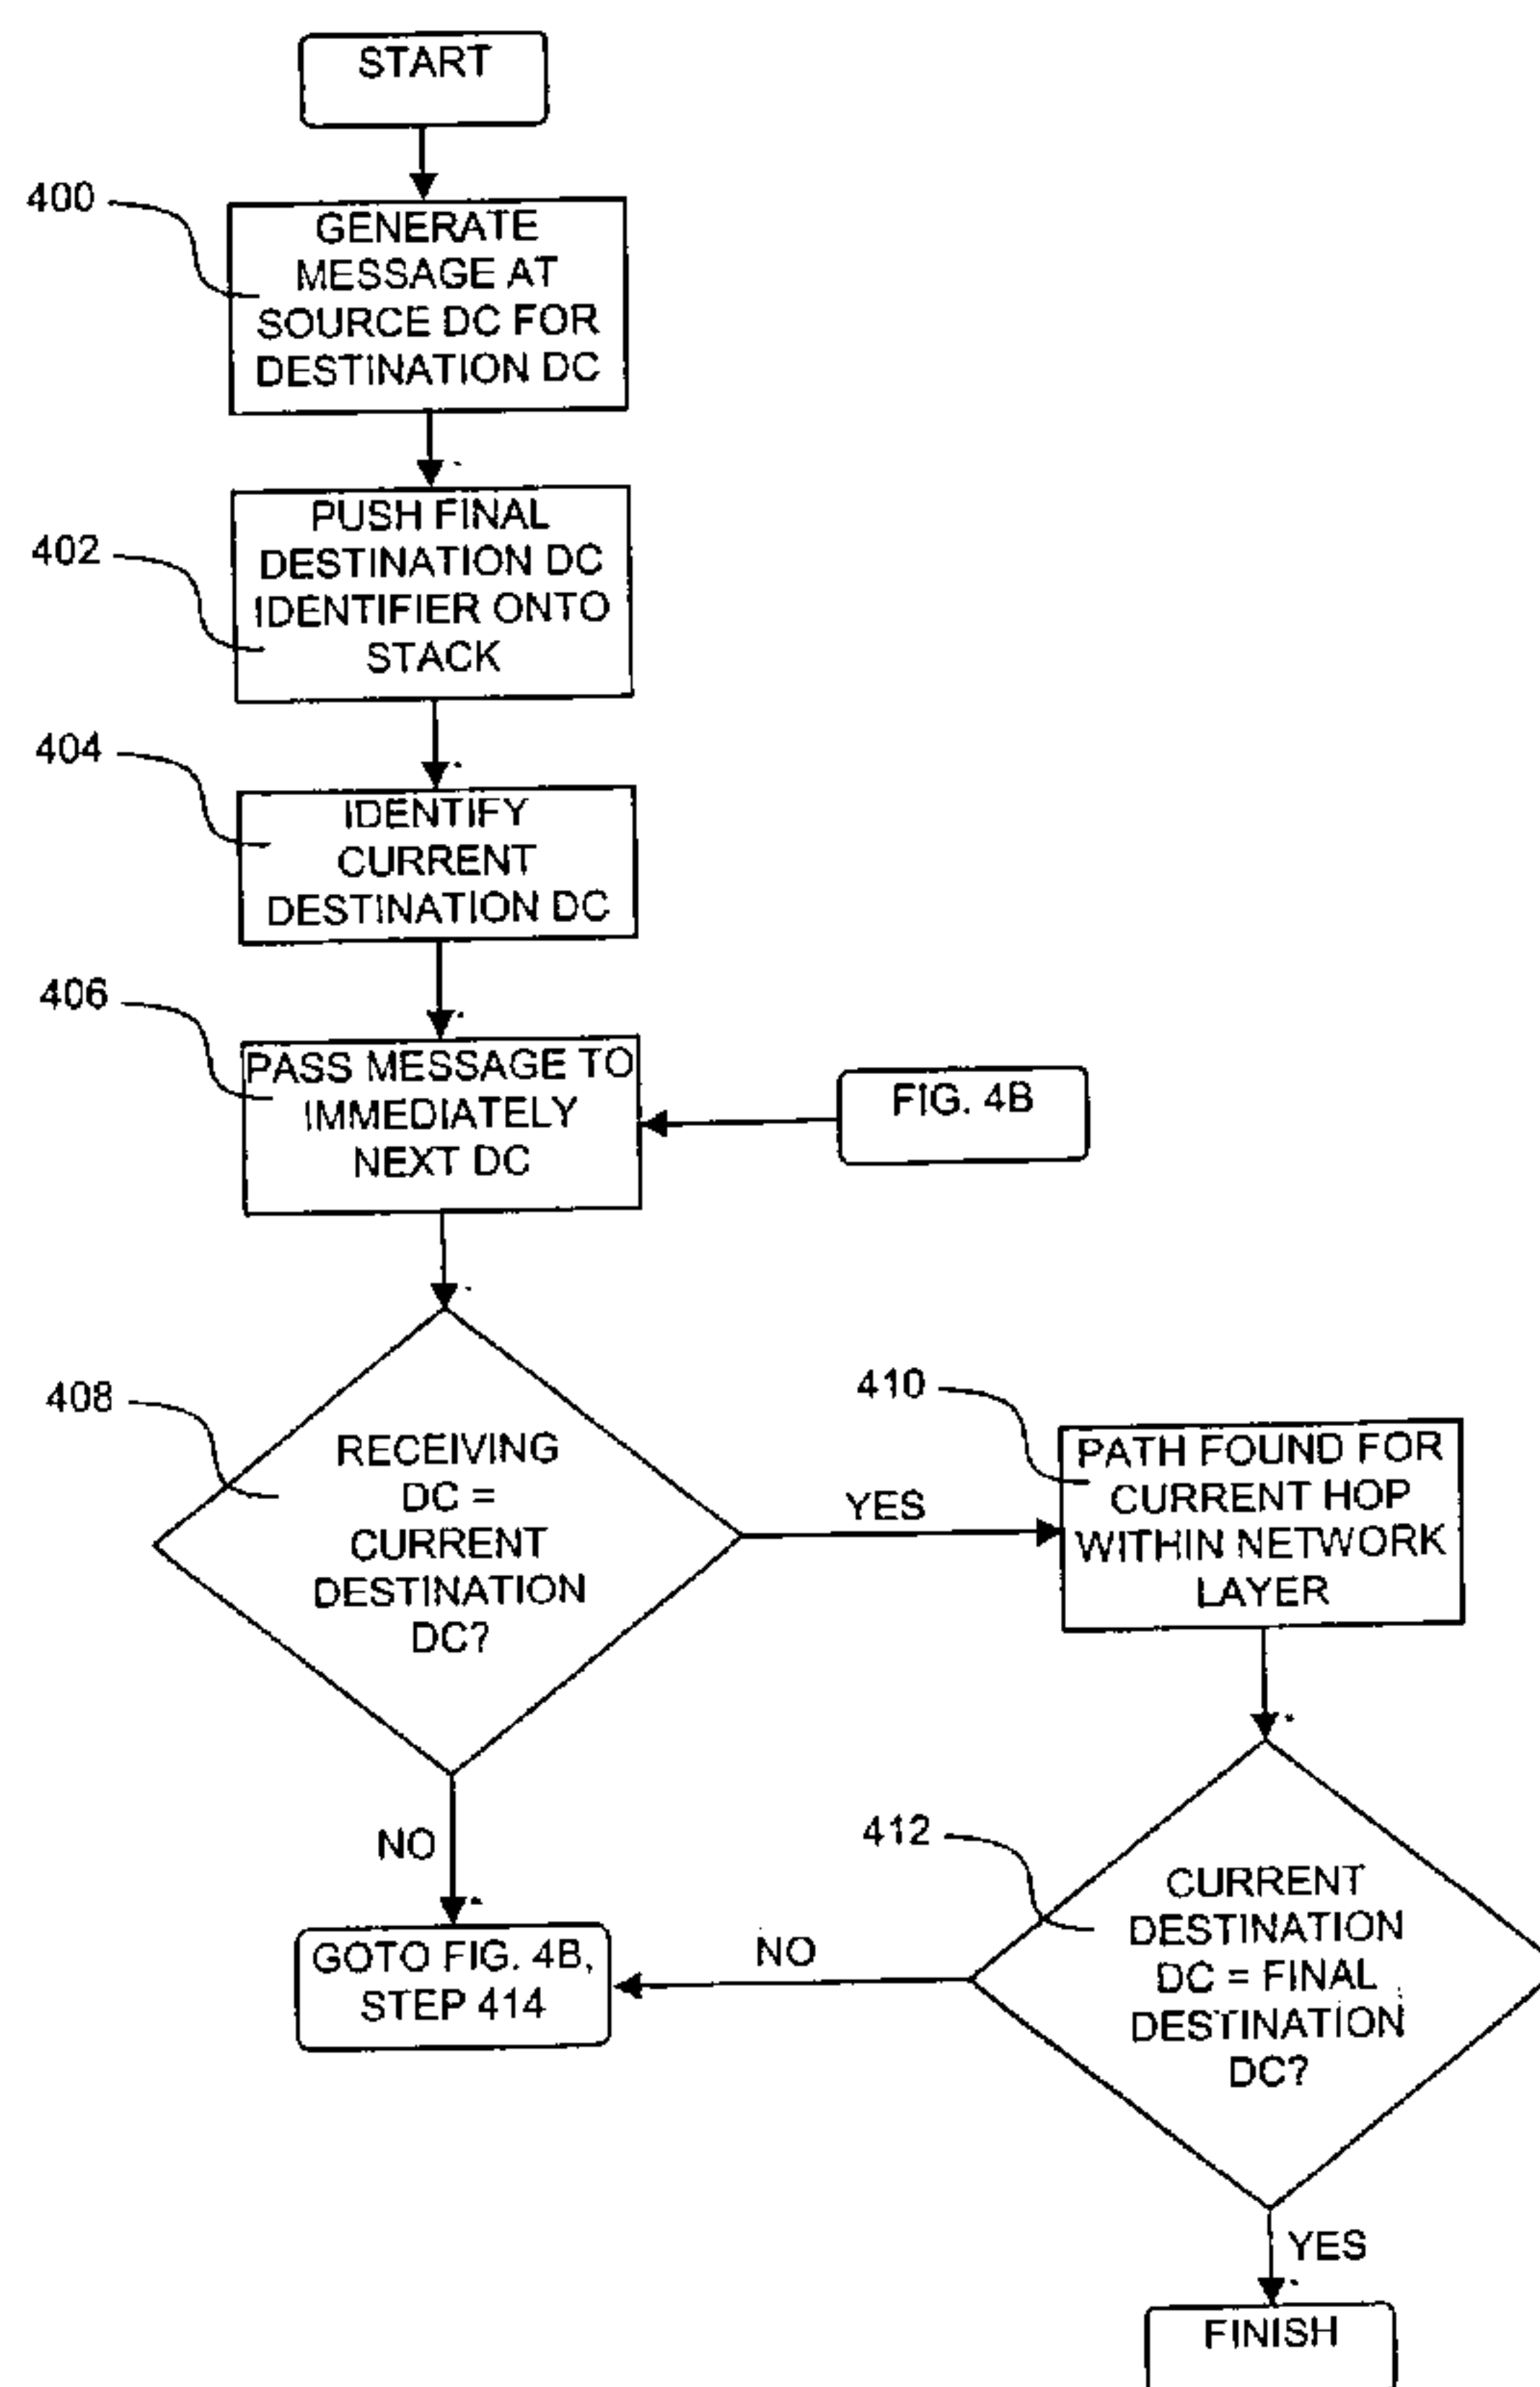 START
400
GENERATE
MESSAGE AT
SOURCE DC FOR
DESTINATION DC
402
PUSH FINAL
DESTINATION DC
IDENTIFIER ONTO
STACK
404
IDENTIFY
CURRENT
DESTINATION DC
406
PASS MESSAGE TO
IMMEDIATELY
NEXT DC
FIG. 4B
408
RECEIVING
DC =
CURRENT
DESTINATION
DC?
YES
410
PATH FOUND FOR
CURRENT HOP
WITHIN NETWORK
LAYER
NO
412
CURRENT
DESTINATION
DC = FINAL
DESTINATION
DC?
NO
GOTO FIG. 4B,
STEP 414
YES
FINISH